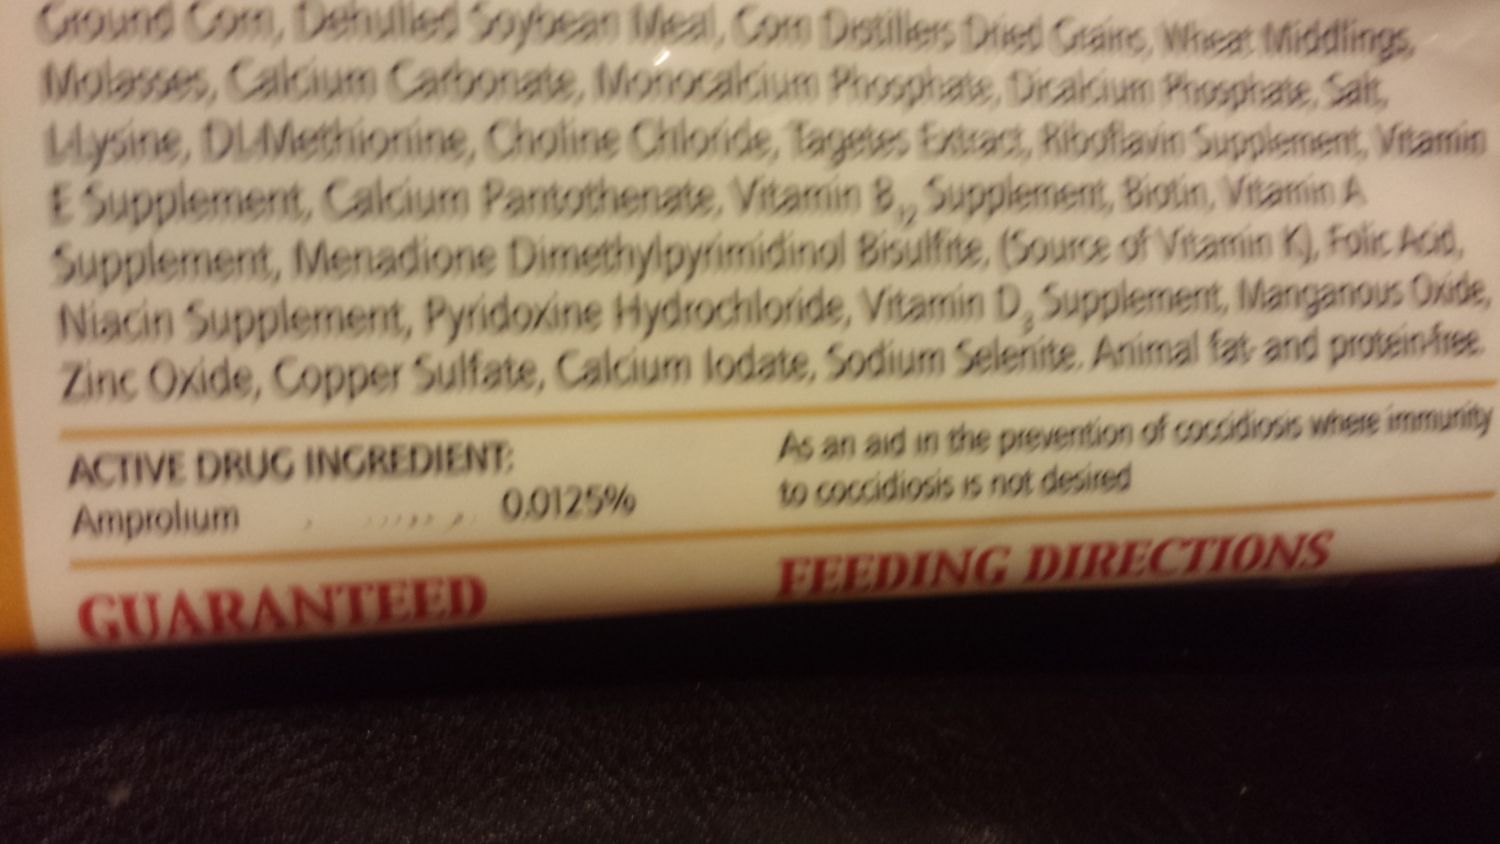 Ground Corn, Dehulled Soybean Meal, Corn Distillers Dried Grains, Wheat Middlings,
Molasses, Calcium Carbonate, Monocalcium Phosphate, Dicalcium Phosphate, Salt,
L-Lysine, DL-Methionine, Choline Chloride, Tagetes Extract, Riboflavin Supplement, Vitamin
E Supplement, Calcium Pantothenate, Vitamin B12 Supplement, Biotin, Vitamin A
Supplement, Menadione Dimethylpyrimidinol Bisulfite, (Source of Vitamin K), Folic Acid,
Niacin Supplement, Pyridoxine Hydrochloride, Vitamin D3 Supplement, Manganous Oxide,
Zinc Oxide, Copper Sulfate, Calcium Iodate, Sodium Selenite. Animal fat- and protein-free.
ACTIVE DRUG INGREDIENT:
Amprolium ........ 0.0125%
As an aid in the prevention of coccidiosis where immunity
to coccidiosis is not desired
GUARANTEED
FEEDING DIRECTIONS